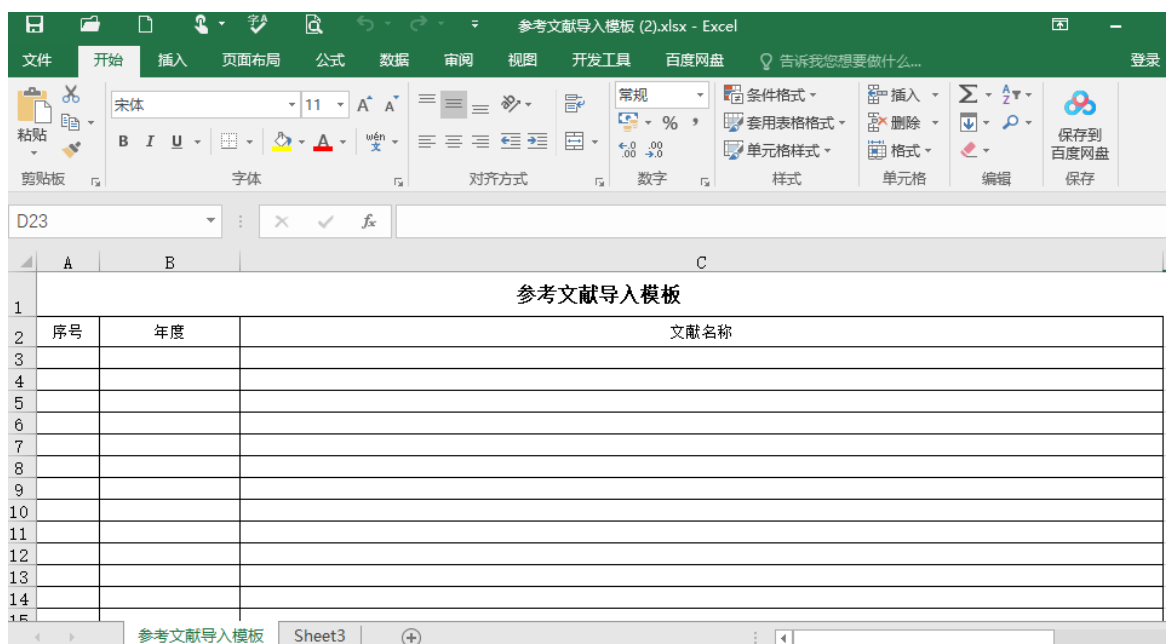 参考文献导入模板 (2).xlsx - Excel
文件 开始 插入 页面布局 公式 数据 审阅 视图 开发工具 百度网盘 告诉我您想要做什么... 登录
粘贴
剪贴板
宋体 11
B I U A wén 文
字体
对齐方式
常规
% ,
数字
条件格式
套用表格格式
单元格样式
样式
插入
删除
格式
单元格
编辑
保存到
百度网盘
保存
D23 fx
A B C
1 参考文献导入模板
2 序号 年度 文献名称
3
4
5
6
7
8
9
10
11
12
13
14
15
参考文献导入模板 Sheet3